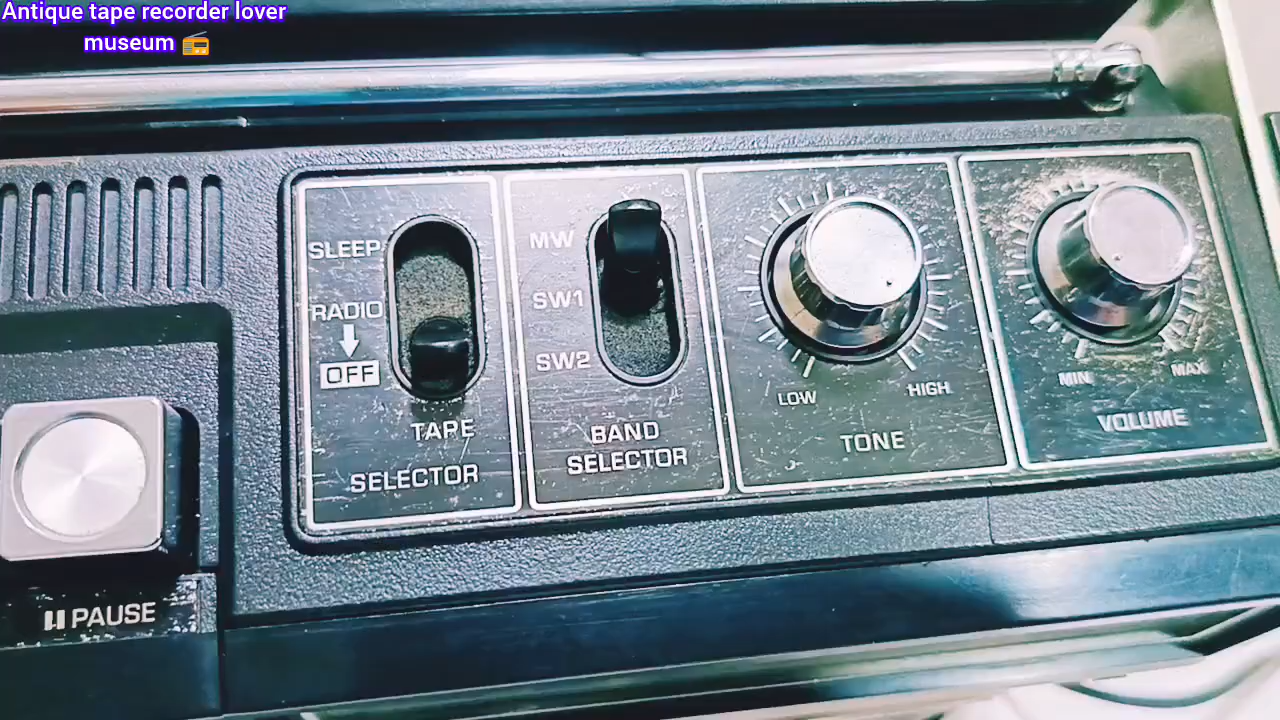 Antique tape recorder lover
museum 📻
SLEEP
RADIO
OFF
TAPE
SELECTOR
MW
SW1
SW2
BAND
SELECTOR
LOW
HIGH
TONE
MIN
MAX
VOLUME
PAUSE